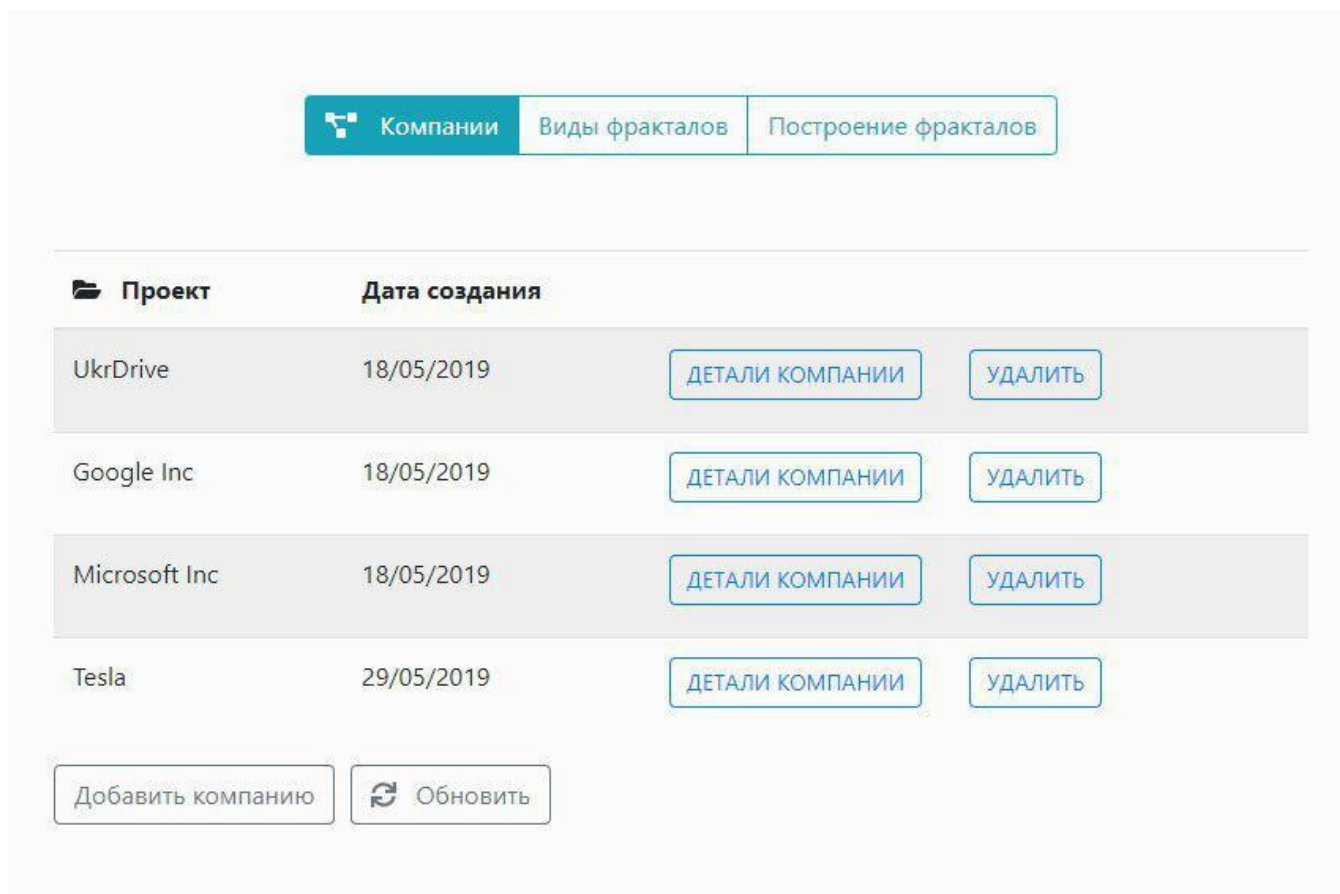 Компании Виды фракталов Построение фракталов
Проект Дата создания
UkrDrive 18/05/2019 ДЕТАЛИ КОМПАНИИ УДАЛИТЬ
Google Inc 18/05/2019 ДЕТАЛИ КОМПАНИИ УДАЛИТЬ
Microsoft Inc 18/05/2019 ДЕТАЛИ КОМПАНИИ УДАЛИТЬ
Tesla 29/05/2019 ДЕТАЛИ КОМПАНИИ УДАЛИТЬ
Добавить компанию Обновить